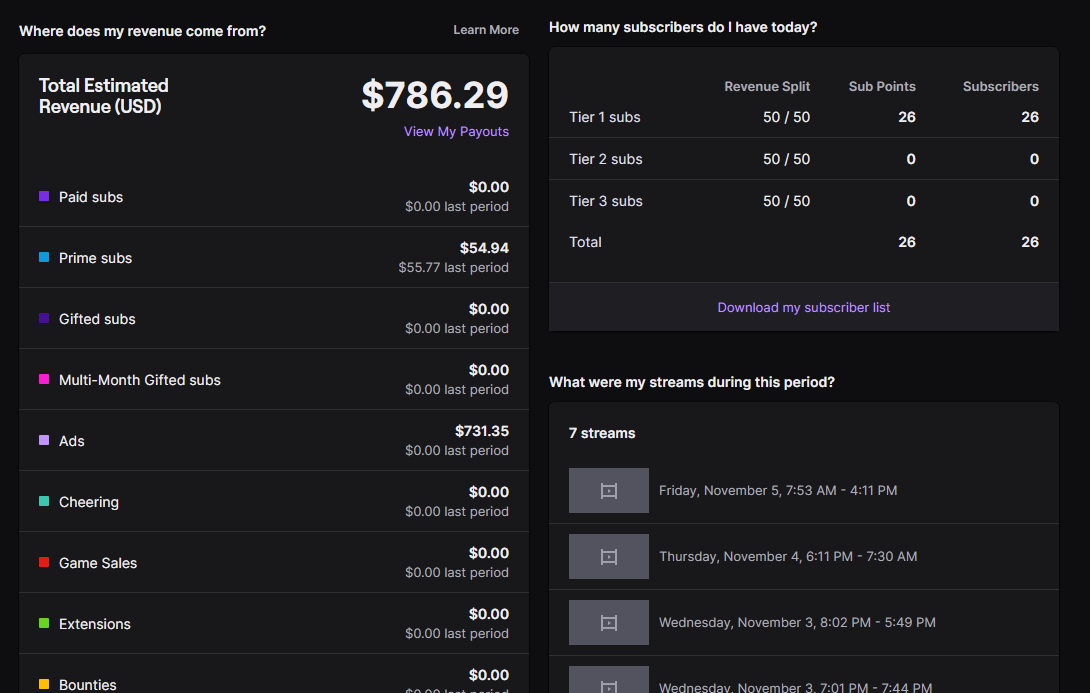 Where does my revenue come from?
Learn More
Total Estimated
Revenue (USD)
$786.29
View My Payouts
Paid subs
$0.00
$0.00 last period
Prime subs
$54.94
$55.77 last period
Gifted subs
$0.00
$0.00 last period
Multi-Month Gifted subs
$0.00
$0.00 last period
Ads
$731.35
$0.00 last period
Cheering
$0.00
$0.00 last period
Game Sales
$0.00
$0.00 last period
Extensions
$0.00
$0.00 last period
Bounties
$0.00
$0.00 last period
How many subscribers do I have today?
Revenue Split Sub Points Subscribers
Tier 1 subs 50 / 50 26 26
Tier 2 subs 50 / 50 0 0
Tier 3 subs 50 / 50 0 0
Total 26 26
Download my subscriber list
What were my streams during this period?
7 streams
Friday, November 5, 7:53 AM - 4:11 PM
Thursday, November 4, 6:11 PM - 7:30 AM
Wednesday, November 3, 8:02 PM - 5:49 PM
Wednesday, November 3, 7:01 PM - 7:44 PM